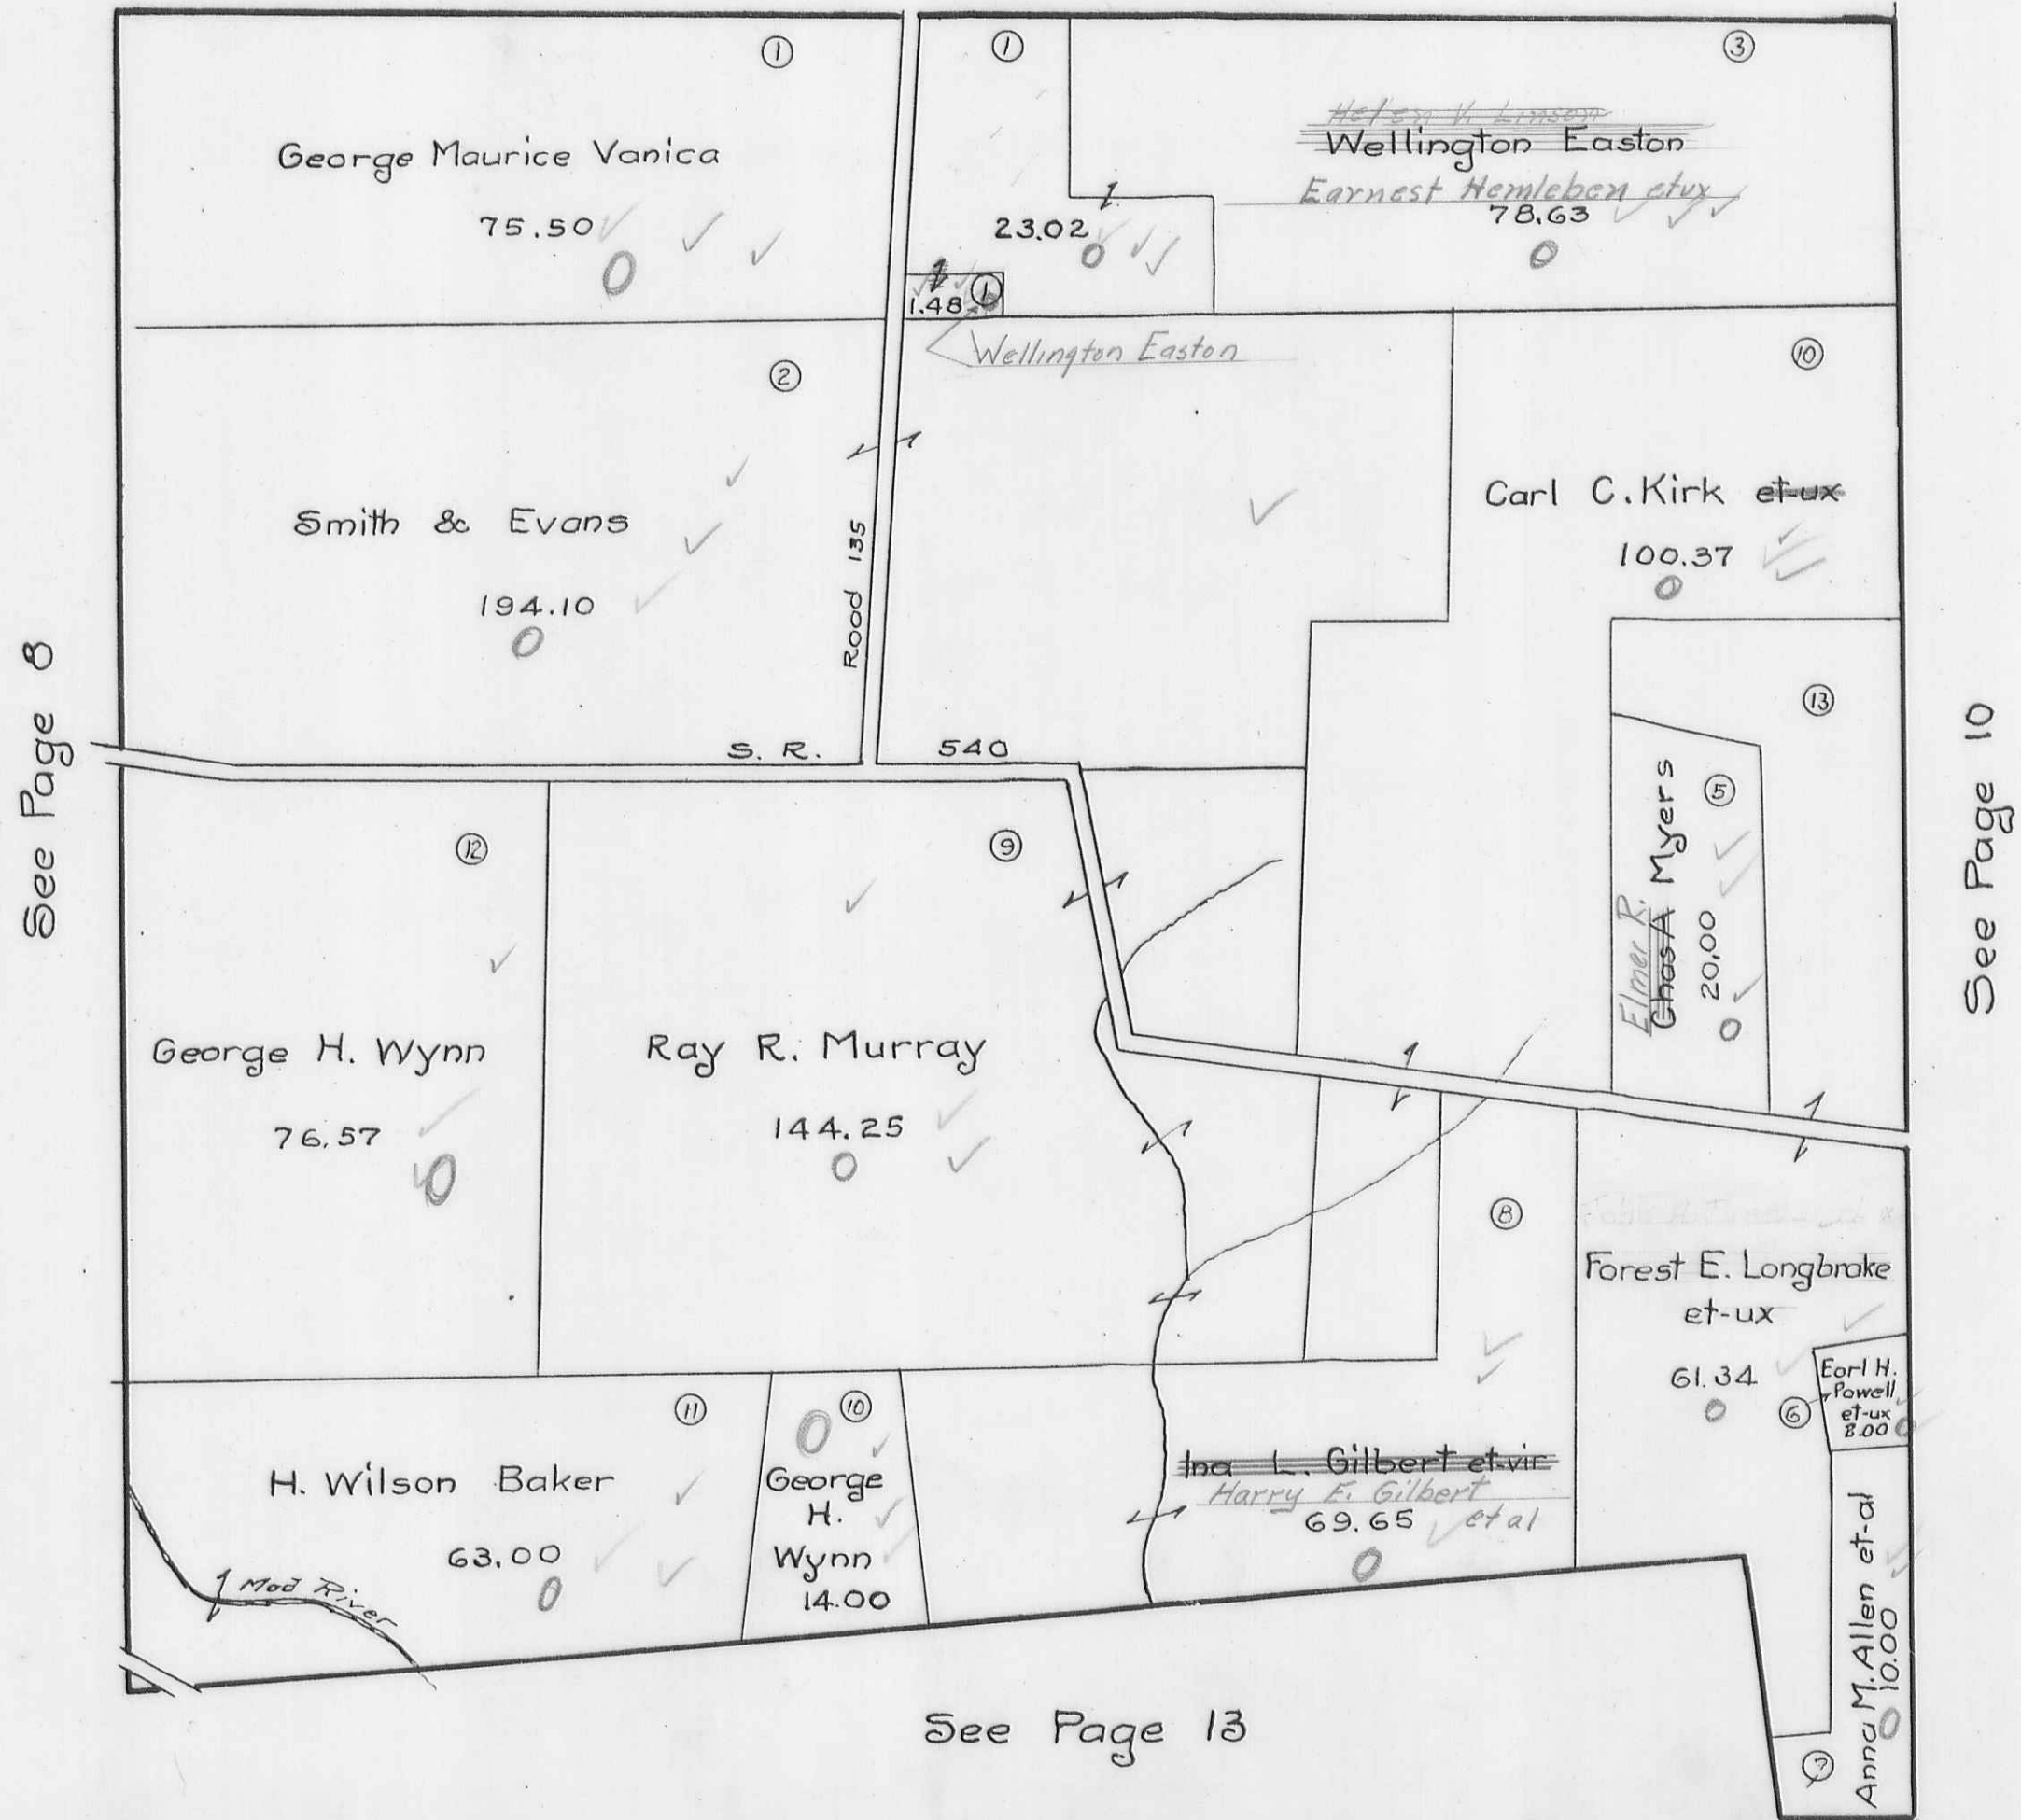 ①
①
③
Helen V. Linson
Wellington Easton
George Maurice Vanica
Earnest Hemleben etux
75.50
23.02
78.63
1.48 ①
Wellington Easton
②
⑩
Carl C. Kirk et-ux
100.37
Smith & Evans
194.10
Road 135
See Page 8
See Page 10
⑬
S. R. 540
⑤
Elmer R.
Chas A Myers
20.00
⑫
⑨
George H. Wynn
76.57
Ray R. Murray
144.25
⑧
Forest E. Longbrake
et-ux
61.34
Earl H.
Powell
et-ux
8.00
⑥
⑪
⑩
H. Wilson Baker
63.00
George
H.
Wynn
14.00
Ina L. Gilbert et-vir
Harry E. Gilbert
69.65 et al
Mad River
Anna M. Allen et-al
10.00
⑦
See Page 13